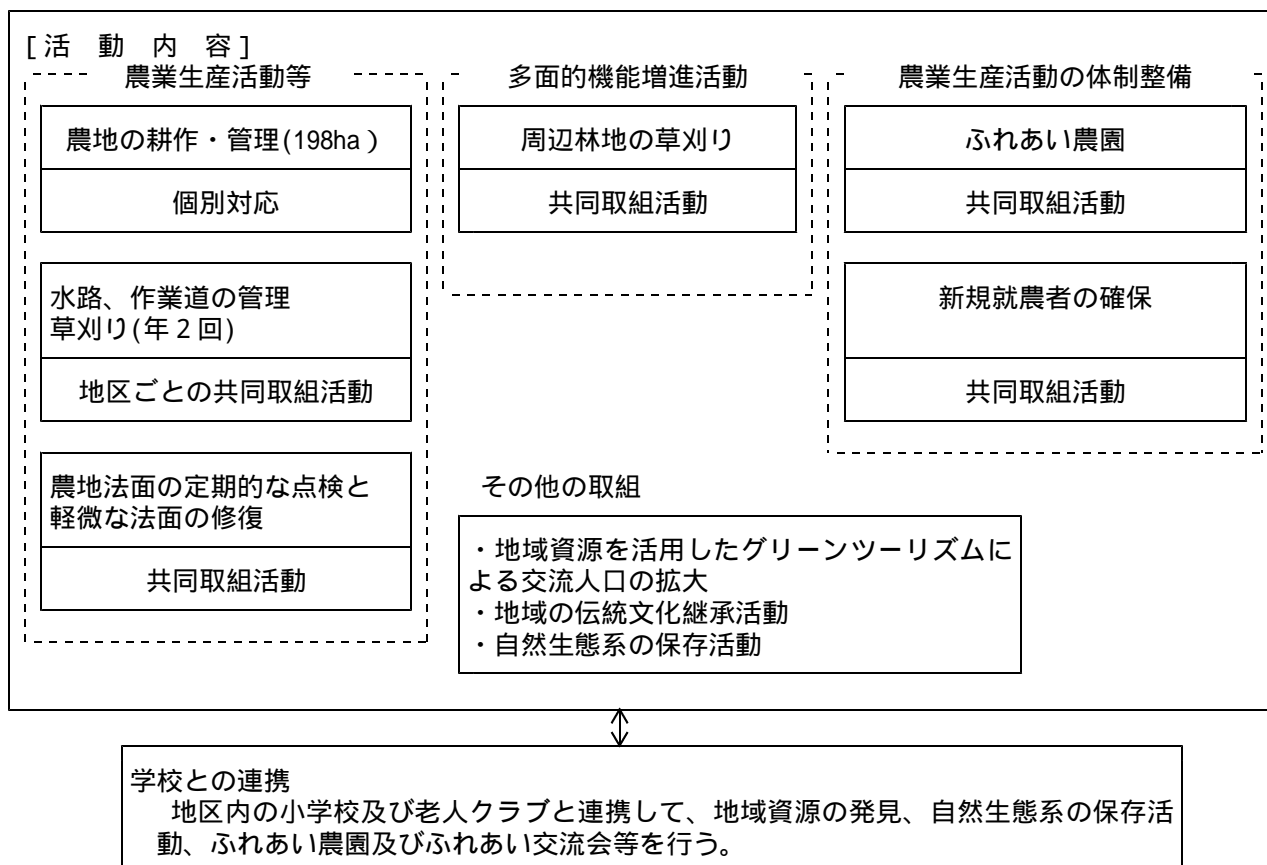 [活 動 内 容]
農業生産活動等
農地の耕作・管理(198ha)
個別対応
水路、作業道の管理
草刈り(年2回)
地区ごとの共同取組活動
農地法面の定期的な点検と
軽微な法面の修復
共同取組活動
多面的機能増進活動
周辺林地の草刈り
共同取組活動
農業生産活動の体制整備
ふれあい農園
共同取組活動
新規就農者の確保
共同取組活動
その他の取組
・地域資源を活用したグリーンツーリズムに
よる交流人口の拡大
・地域の伝統文化継承活動
・自然生態系の保存活動
学校との連携
地区内の小学校及び老人クラブと連携して、地域資源の発見、自然生態系の保存活
動、ふれあい農園及びふれあい交流会等を行う。